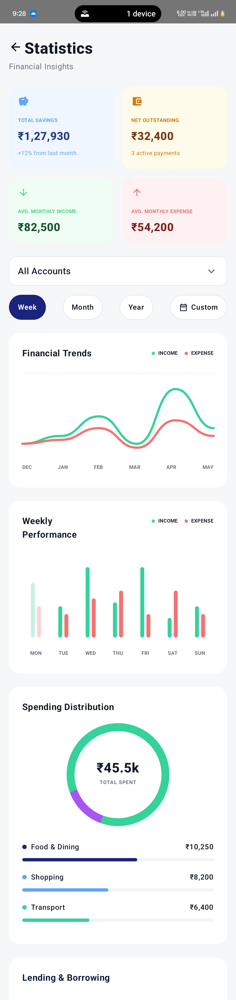 9:28
1 device
6.00 KB/S
5G
Statistics
Financial Insights
TOTAL SAVINGS
₹1,27,930
+12% from last month
NET OUTSTANDING
₹32,400
3 active payments
AVG. MONTHLY INCOME
₹82,500
AVG. MONTHLY EXPENSE
₹54,200
All Accounts
Week Month Year Custom
Financial Trends
INCOME EXPENSE
DEC JAN FEB MAR APR MAY
Weekly
Performance
INCOME EXPENSE
MON TUE WED THU FRI SAT SUN
Spending Distribution
₹45.5k
TOTAL SPENT
Food & Dining ₹10,250
Shopping ₹8,200
Transport ₹6,400
Lending & Borrowing